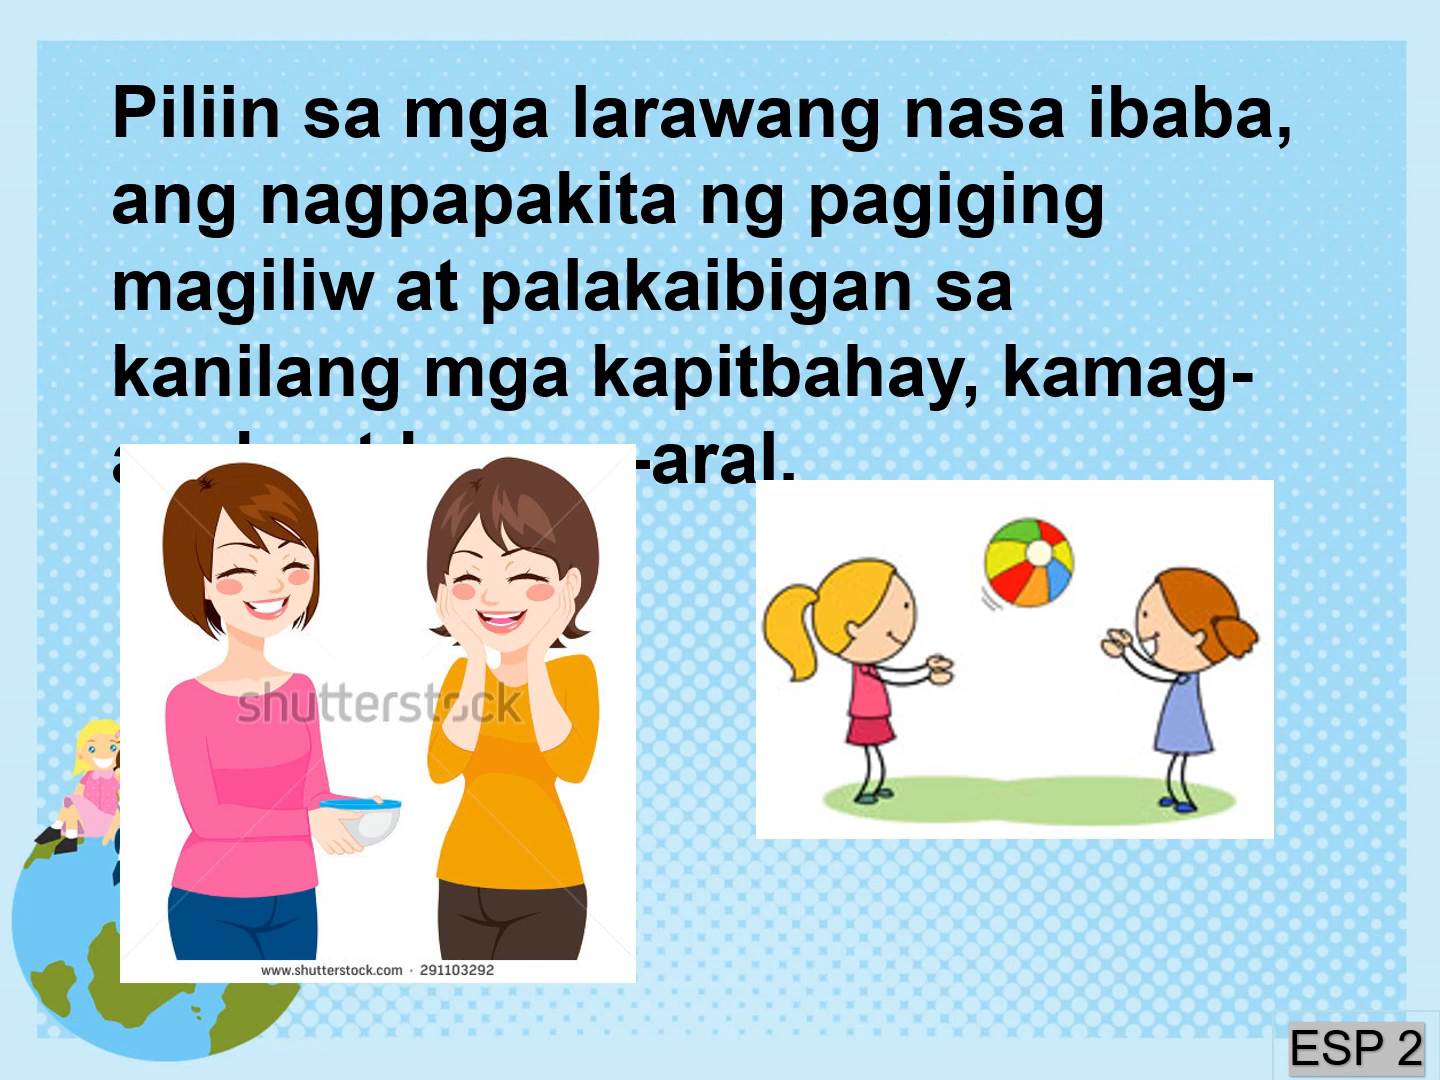 Piliin sa mga larawang nasa ibaba,
ang nagpapakita ng pagiging
magiliw at palakaibigan sa
kanilang mga kapitbahay, kamag-
-aral.
shutterstock
www.shutterstock.com · 291103292
ESP 2